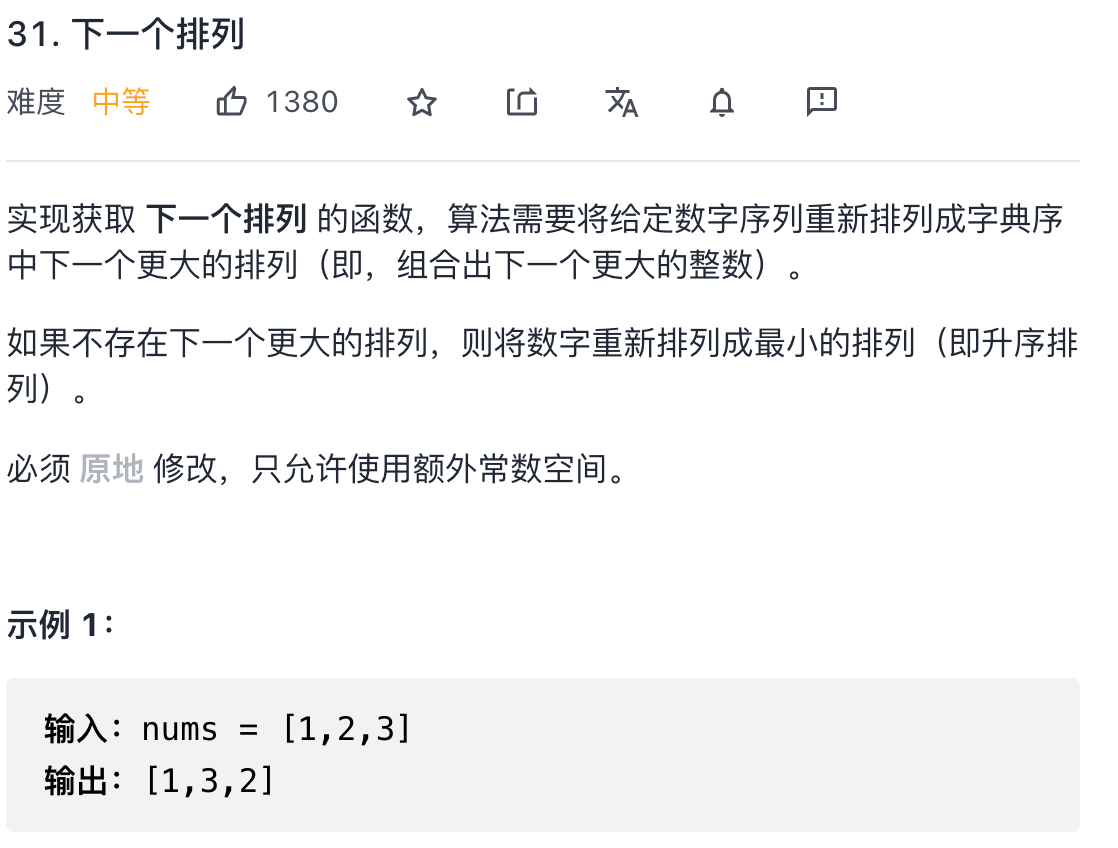 31. 下一个排列
难度 中等 1380
实现获取 下一个排列 的函数，算法需要将给定数字序列重新排列成字典序
中下一个更大的排列（即，组合出下一个更大的整数）。
如果不存在下一个更大的排列，则将数字重新排列成最小的排列（即升序排
列）。
必须 原地 修改，只允许使用额外常数空间。
示例 1：
输入：nums = [1,2,3]
输出：[1,3,2]